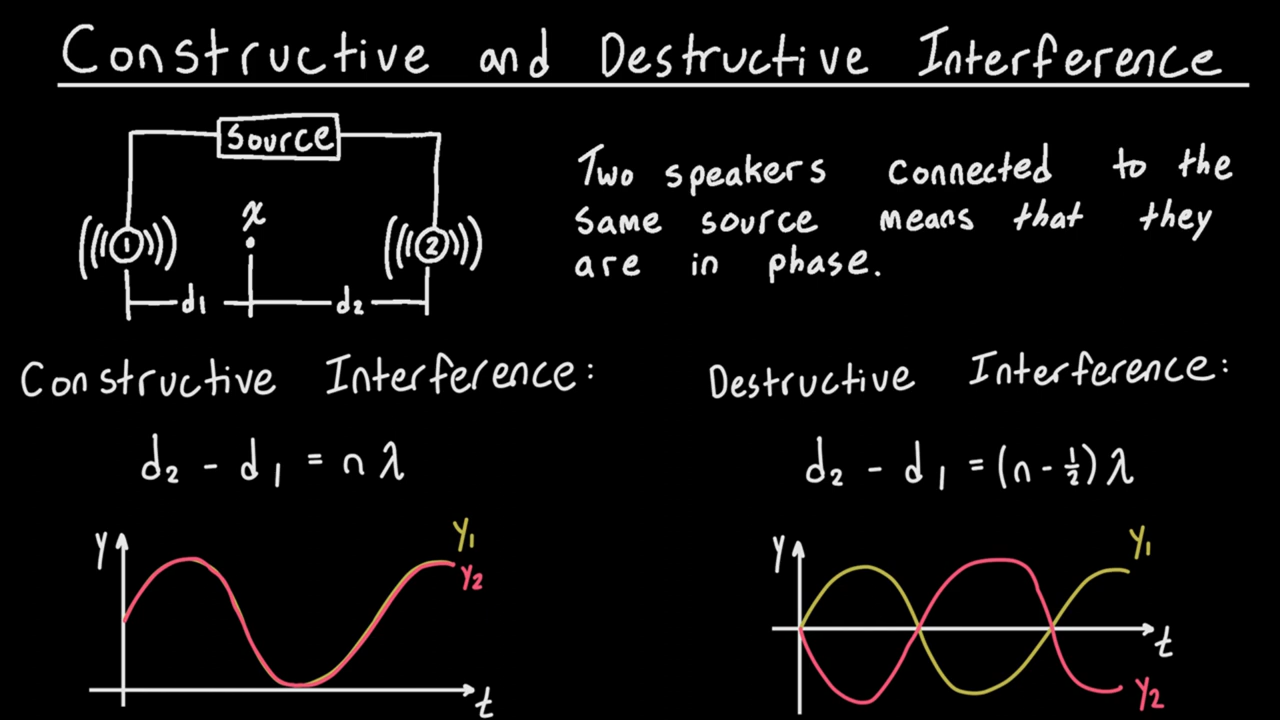 Constructive and Destructive Interference
Source
x
1
2
d₁
d₂
Two speakers connected to the
same source means that they
are in phase.
Constructive Interference:
d₂ - d₁ = nλ
y
y₁
y₂
t
Destructive Interference:
d₂ - d₁ = (n - ½)λ
y
y₁
t
y₂